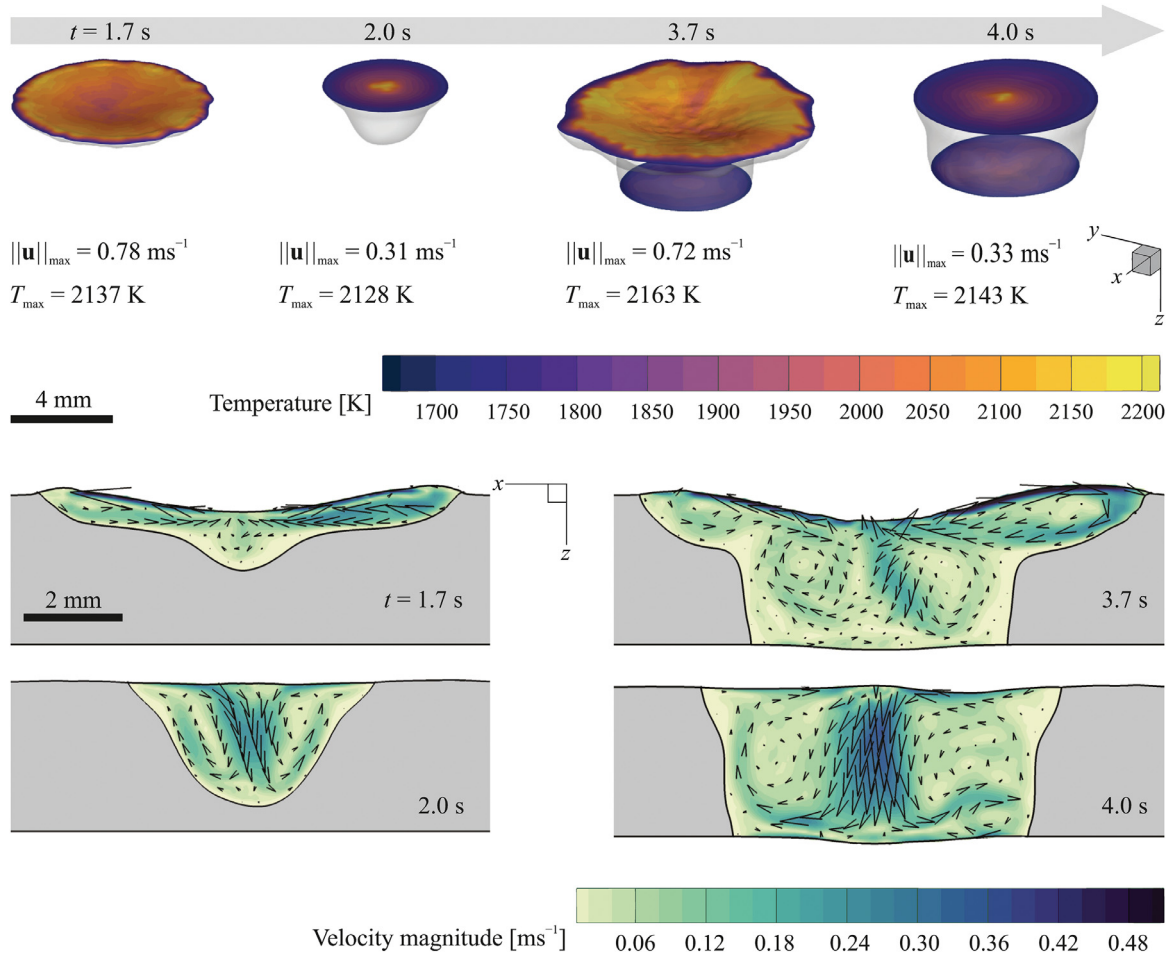 t = 1.7 s 2.0 s 3.7 s 4.0 s
||u||max = 0.78 ms⁻¹ ||u||max = 0.31 ms⁻¹ ||u||max = 0.72 ms⁻¹ ||u||max = 0.33 ms⁻¹
Tmax = 2137 K Tmax = 2128 K Tmax = 2163 K Tmax = 2143 K
y
x
z
4 mm
Temperature [K]
1700 1750 1800 1850 1900 1950 2000 2050 2100 2150 2200
x
z
2 mm
t = 1.7 s
3.7 s
2.0 s
4.0 s
Velocity magnitude [ms⁻¹]
0.06 0.12 0.18 0.24 0.30 0.36 0.42 0.48